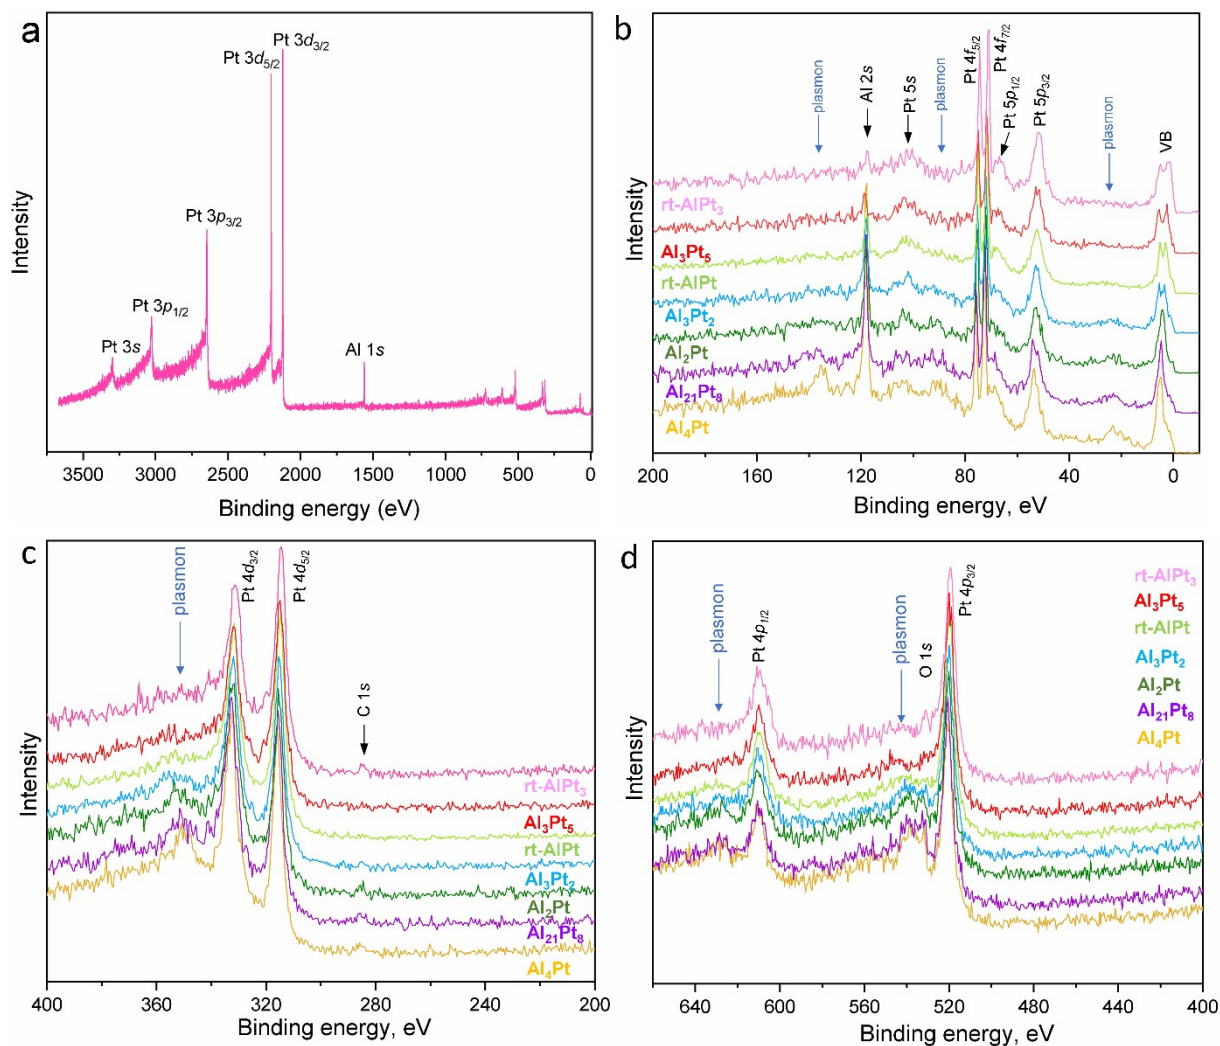 a
Pt 3d5/2
Pt 3d3/2
Pt 3p3/2
Pt 3p1/2
Pt 3s
Al 1s
Intensity
3500 3000 2500 2000 1500 1000 500 0
Binding energy (eV)
b
plasmon
Al 2s
Pt 5s
plasmon
Pt 4f5/2
Pt 4f7/2
Pt 5p1/2
Pt 5p3/2
plasmon
VB
rt-AlPt3
Al3Pt5
rt-AlPt
Al3Pt2
Al2Pt
Al21Pt8
Al4Pt
Intensity
200 160 120 80 40 0
Binding energy, eV
c
plasmon
Pt 4d3/2
Pt 4d5/2
C 1s
rt-AlPt3
Al3Pt5
rt-AlPt
Al3Pt2
Al2Pt
Al21Pt8
Al4Pt
Intensity
400 360 320 280 240 200
Binding energy, eV
d
plasmon
Pt 4p1/2
plasmon
O 1s
Pt 4p3/2
rt-AlPt3
Al3Pt5
rt-AlPt
Al3Pt2
Al2Pt
Al21Pt8
Al4Pt
Intensity
640 600 560 520 480 440 400
Binding energy, eV